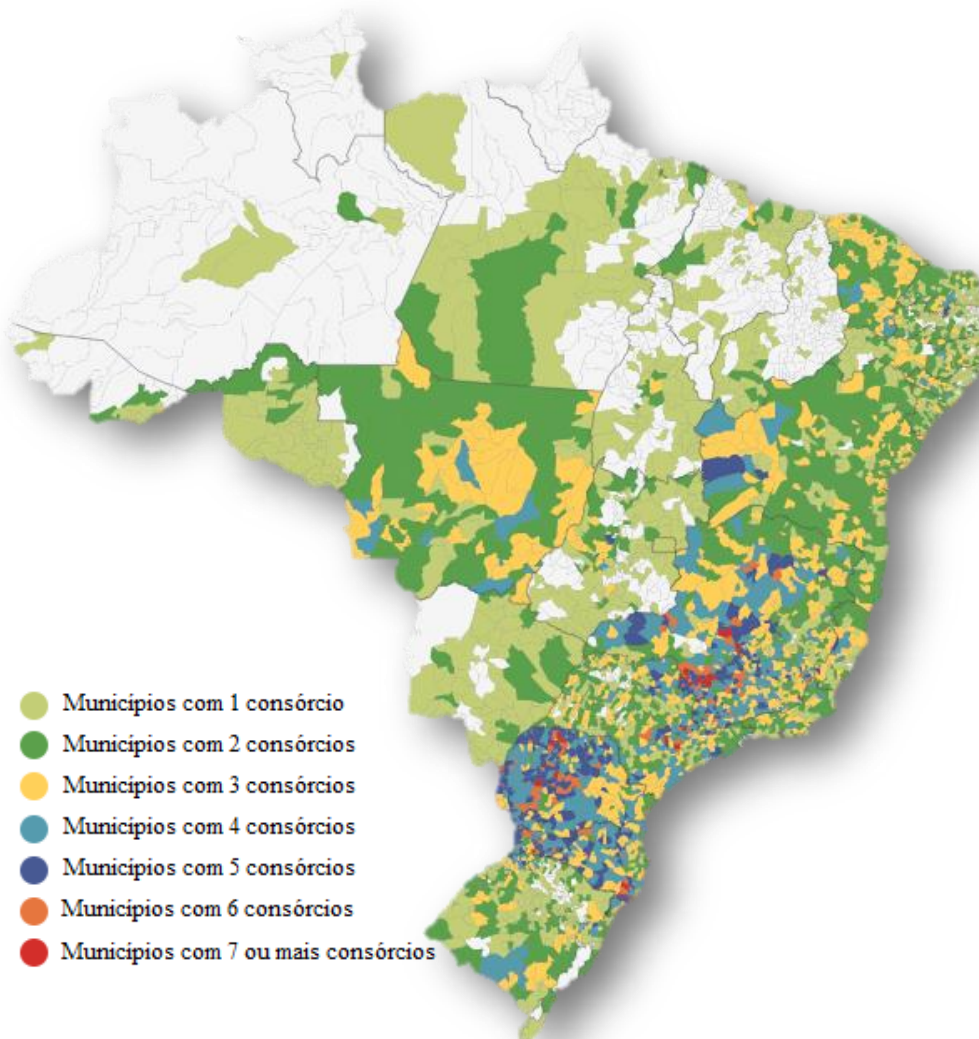 Municípios com 1 consórcio
Municípios com 2 consórcios
Municípios com 3 consórcios
Municípios com 4 consórcios
Municípios com 5 consórcios
Municípios com 6 consórcios
Municípios com 7 ou mais consórcios